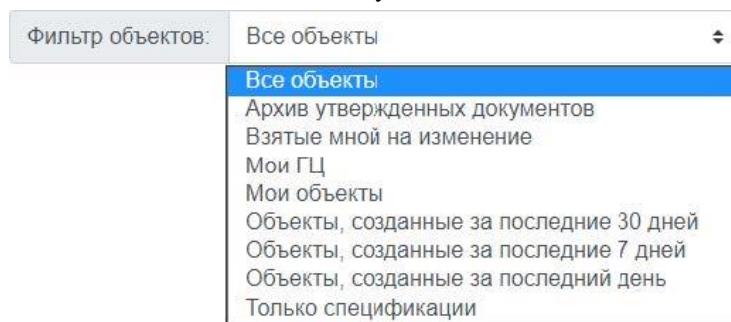 Фильтр объектов: Все объекты
Все объекты
Архив утвержденных документов
Взятые мной на изменение
Мои ГЦ
Мои объекты
Объекты, созданные за последние 30 дней
Объекты, созданные за последние 7 дней
Объекты, созданные за последний день
Только спецификации